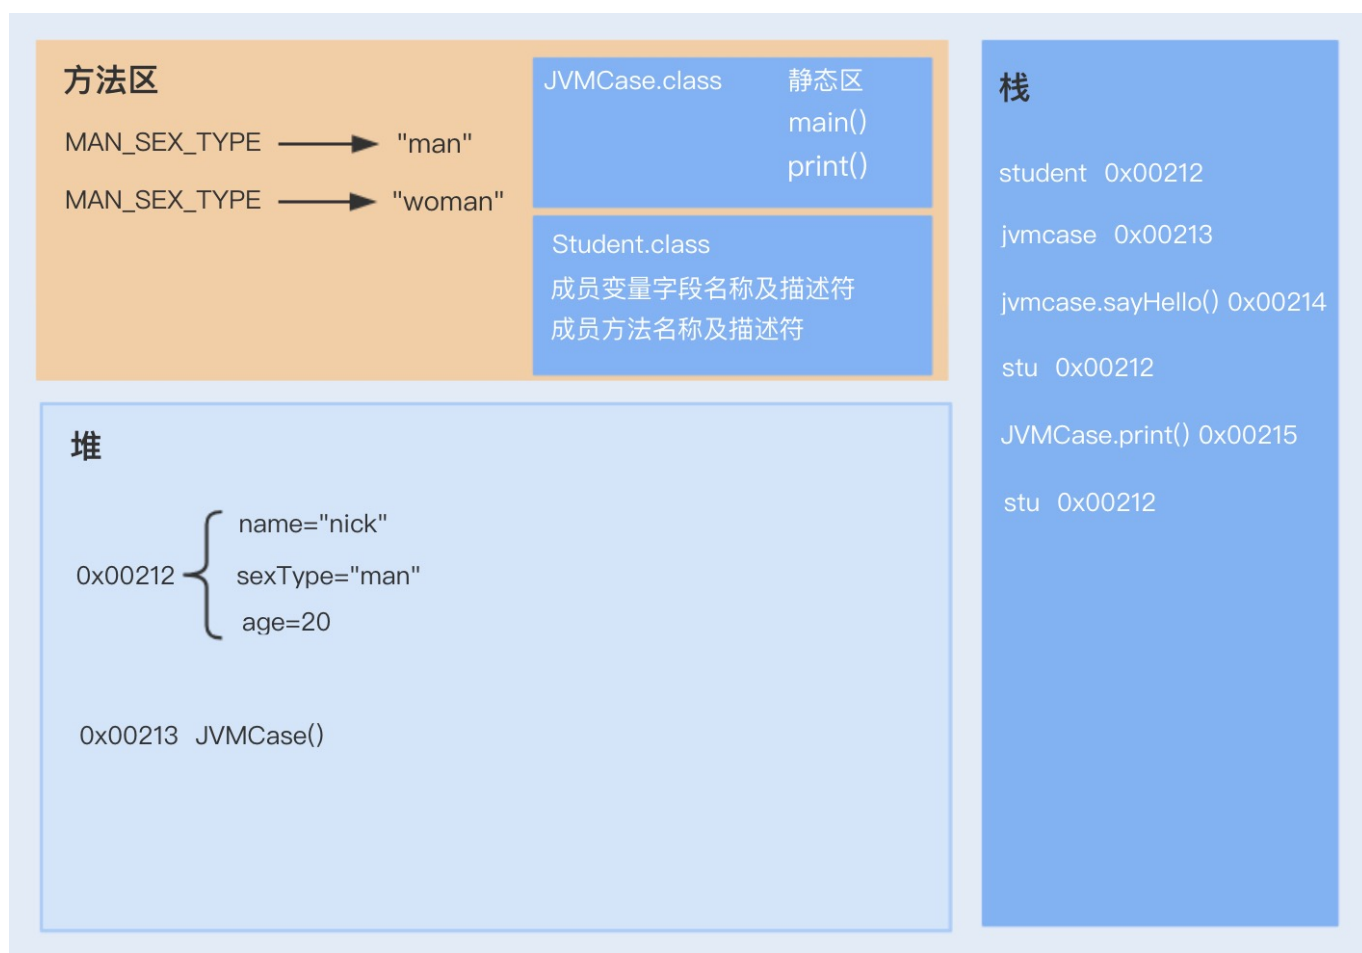 方法区
MAN_SEX_TYPE "man"
MAN_SEX_TYPE "woman"
JVMCase.class 静态区
main()
print()
Student.class
成员变量字段名称及描述符
成员方法名称及描述符
堆
0x00212
name="nick"
sexType="man"
age=20
0x00213 JVMCase()
栈
student 0x00212
jvmcase 0x00213
jvmcase.sayHello() 0x00214
stu 0x00212
JVMCase.print() 0x00215
stu 0x00212